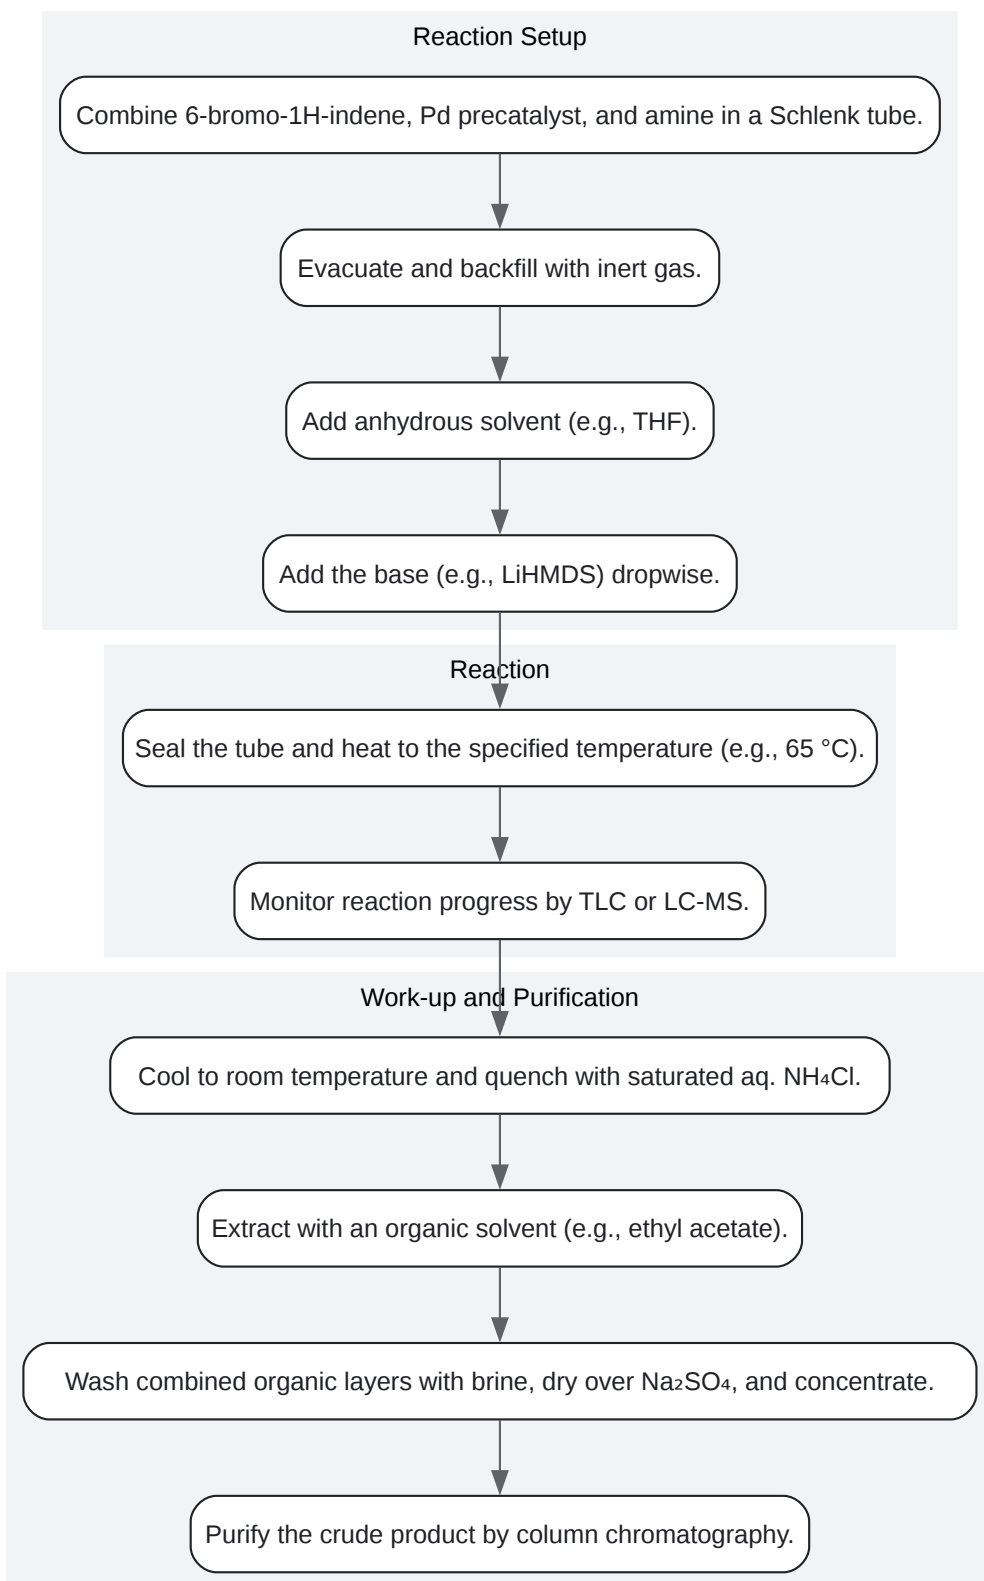 Reaction Setup
Combine 6-bromo-1H-indene, Pd precatalyst, and amine in a Schlenk tube.
Evacuate and backfill with inert gas.
Add anhydrous solvent (e.g., THF).
Add the base (e.g., LiHMDS) dropwise.
Reaction
Seal the tube and heat to the specified temperature (e.g., 65 °C).
Monitor reaction progress by TLC or LC-MS.
Work-up and Purification
Cool to room temperature and quench with saturated aq. NH₄Cl.
Extract with an organic solvent (e.g., ethyl acetate).
Wash combined organic layers with brine, dry over Na₂SO₄, and concentrate.
Purify the crude product by column chromatography.